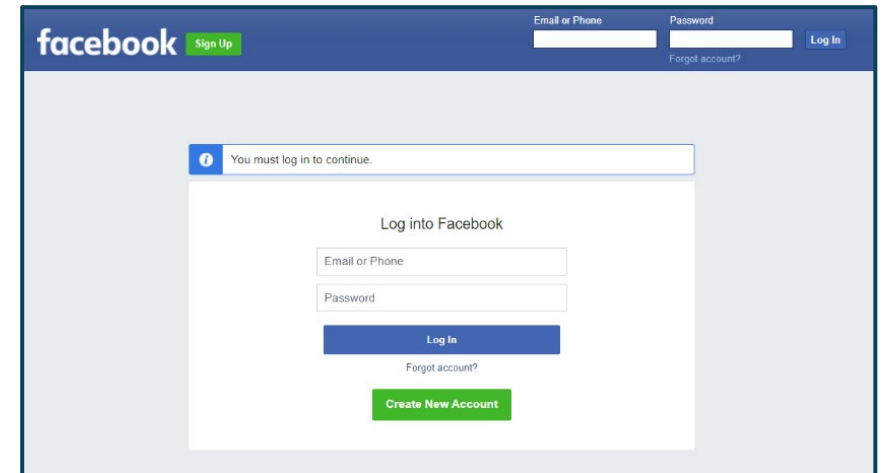 Email or Phone Password
facebook Sign Up Log In
Forgot account?
You must log in to continue.
Log into Facebook
Email or Phone
Password
Log In
Forgot account?
Create New Account